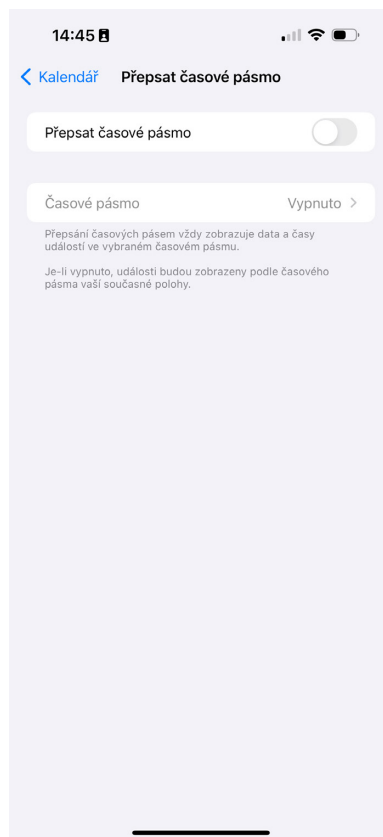 14:45
Kalendář Přepsat časové pásmo
Přepsat časové pásmo
Časové pásmo Vypnuto
Přepsání časových pásem vždy zobrazuje data a časy
událostí ve vybraném časovém pásmu.
Je-li vypnuto, události budou zobrazeny podle časového
pásma vaší současné polohy.